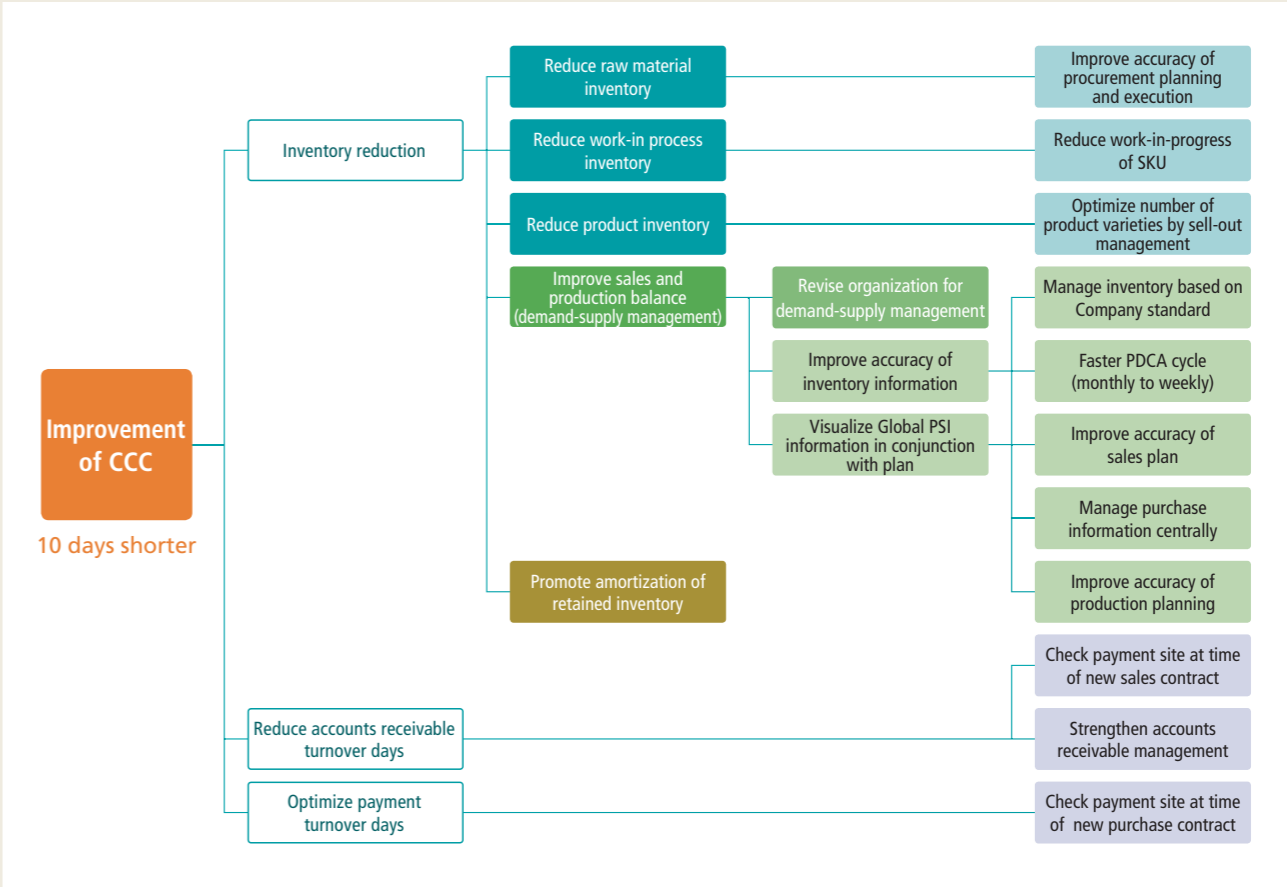 Improvement
of CCC
10 days shorter
Inventory reduction
Reduce accounts receivable
turnover days
Optimize payment
turnover days
Reduce raw material
inventory
Reduce work-in process
inventory
Reduce product inventory
Improve sales and
production balance
(demand-supply management)
Promote amortization of
retained inventory
Revise organization for
demand-supply management
Improve accuracy of
inventory information
Visualize Global PSI
information in conjunction
with plan
Improve accuracy of
procurement planning
and execution
Reduce work-in-progress
of SKU
Optimize number of
product varieties by sell-out
management
Manage inventory based on
Company standard
Faster PDCA cycle
(monthly to weekly)
Improve accuracy of
sales plan
Manage purchase
information centrally
Improve accuracy of
production planning
Check payment site at time
of new sales contract
Strengthen accounts
receivable management
Check payment site at time
of new purchase contract